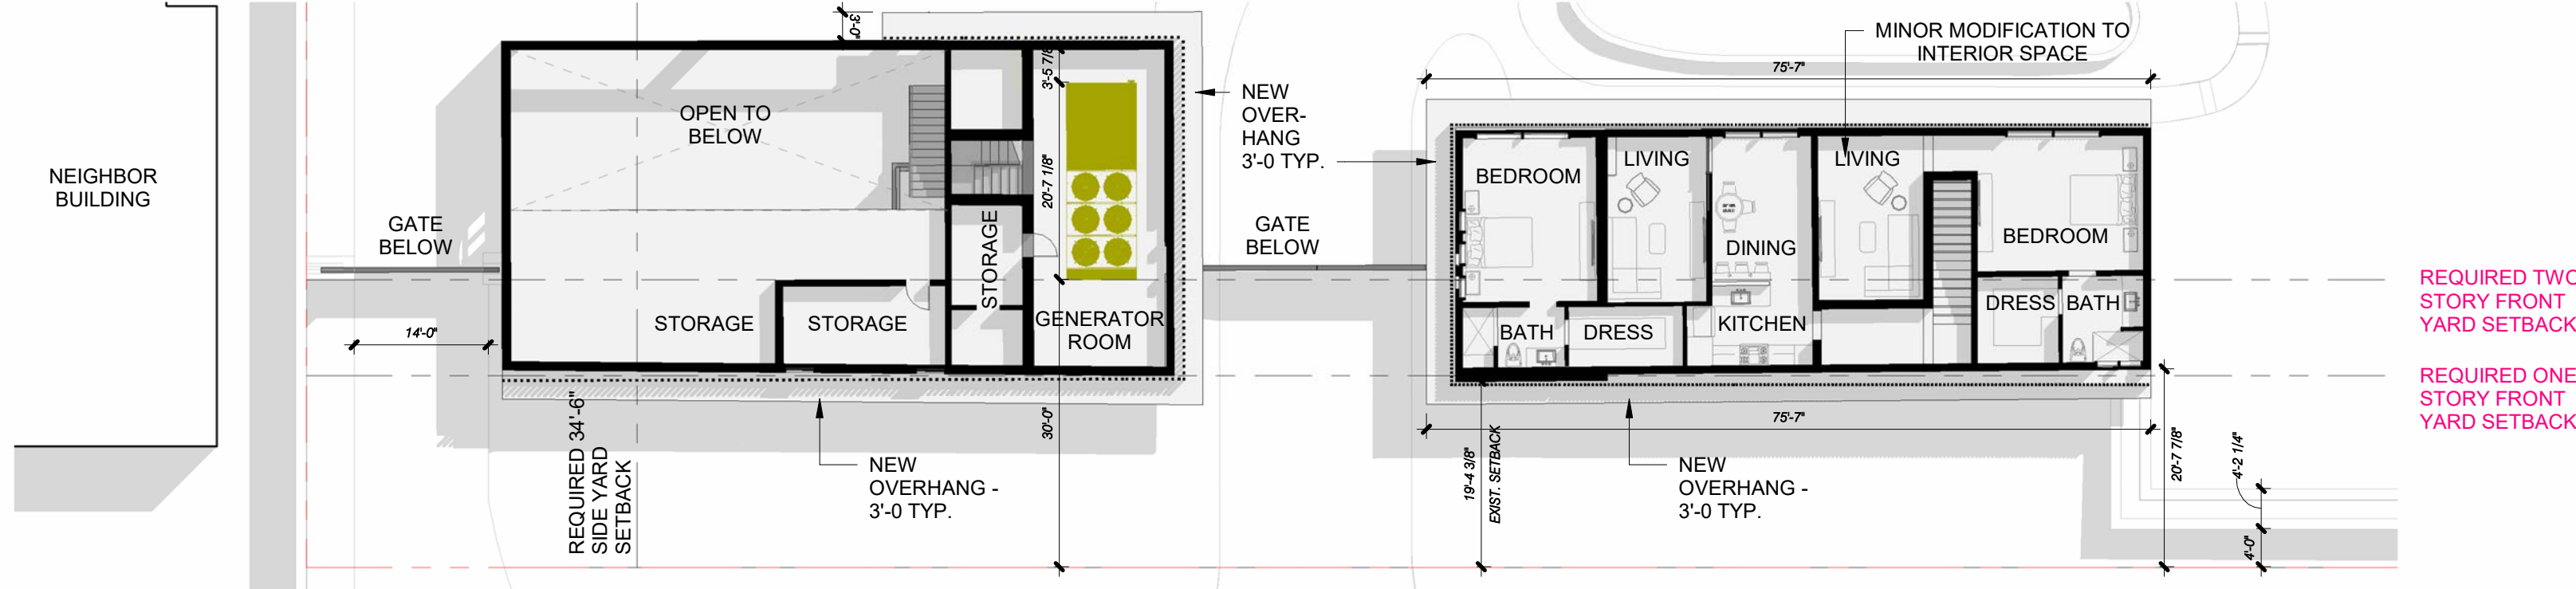 3'-0"
MINOR MODIFICATION TO
INTERIOR SPACE
75'-7"
3'-5 7/8"
NEW
OVER-
HANG
3'-0 TYP.
OPEN TO
BELOW
NEIGHBOR
BUILDING
20'-7 1/8"
BEDROOM
LIVING
LIVING
DINING
BEDROOM
GATE
BELOW
STORAGE
GATE
BELOW
REQUIRED TWO
STORY FRONT
YARD SETBACK
14'-0"
STORAGE
STORAGE
GENERATOR
ROOM
BATH
DRESS
KITCHEN
DRESS
BATH
REQUIRED ONE
STORY FRONT
YARD SETBACK
REQUIRED 34'-6"
SIDE YARD
SETBACK
NEW
OVERHANG -
3'-0 TYP.
30'-0"
75'-7"
19'-4 3/8"
EXIST. SETBACK
NEW
OVERHANG -
3'-0 TYP.
20'-7 7/8"
4'-2 1/4"
4'-0"